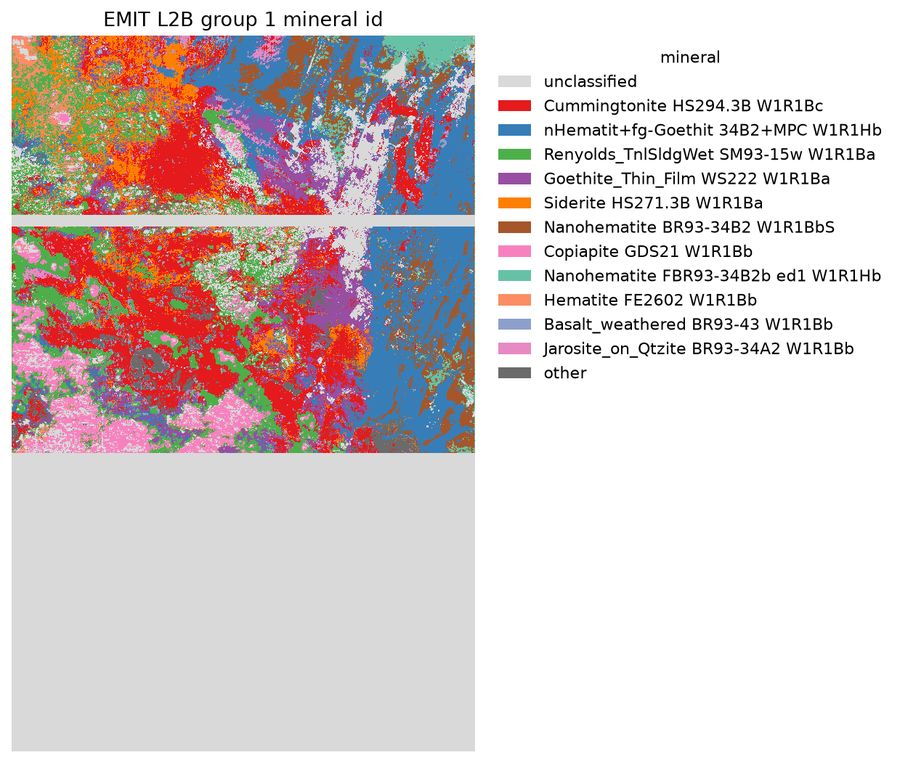 EMIT L2B group 1 mineral id
mineral
unclassified
Cummingtonite HS294.3B W1R1Bc
nHematit+fg-Goethit 34B2+MPC W1R1Hb
Renyolds_TnlSldgWet SM93-15w W1R1Ba
Goethite_Thin_Film WS222 W1R1Ba
Siderite HS271.3B W1R1Ba
Nanohematite BR93-34B2 W1R1BbS
Copiapite GDS21 W1R1Bb
Nanohematite FBR93-34B2b ed1 W1R1Hb
Hematite FE2602 W1R1Bb
Basalt_weathered BR93-43 W1R1Bb
Jarosite_on_Qtzite BR93-34A2 W1R1Bb
other